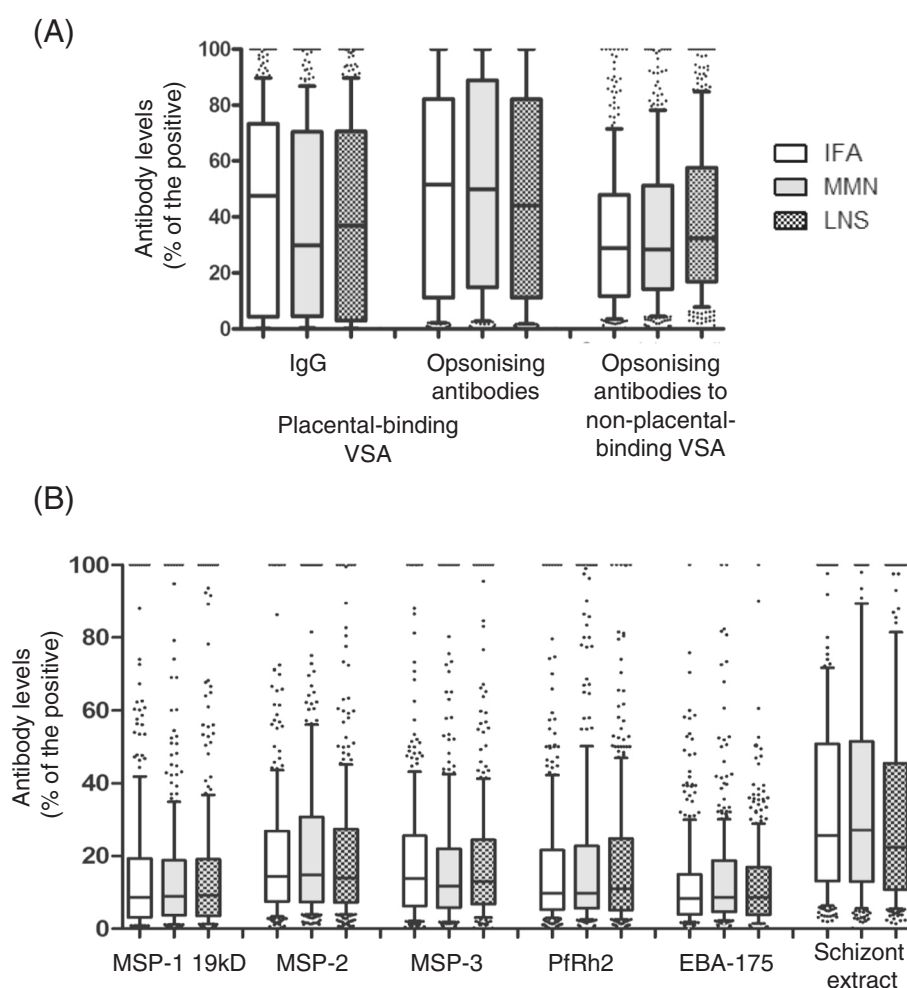 (A)
Antibody levels
(% of the positive)
100
80
60
40
20
0
IFA
MMN
LNS
IgG
Opsonising
antibodies
Opsonising
antibodies to
non-placental-
binding VSA
Placental-binding
VSA
(B)
Antibody levels
(% of the positive)
100
80
60
40
20
0
MSP-1 19kD
MSP-2
MSP-3
PfRh2
EBA-175
Schizont
extract